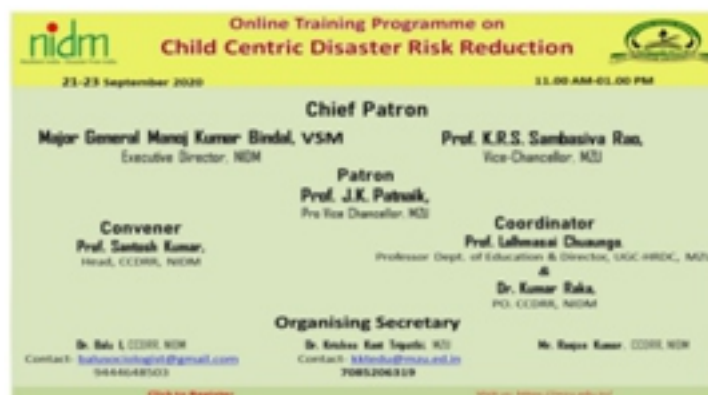 nidm
Online Training Programme on
Child Centric Disaster Risk Reduction
21-23 September 2020
11.00 AM-01.00 PM
Chief Patron
Major General Manoj Kumar Bindal, VSM
Executive Director, NIDM
Prof. K.R.S. Sambasiva Rao,
Vice-Chancellor, MZU
Patron
Prof. J.K. Patnaik,
Pro Vice Chancellor, MZU
Convener
Prof. Santosh Kumar,
Head, CCDRR, NIDM
Coordinator
Prof. Lalhmasai Chuaungo,
Professor Dept. of Education & Director, UGC-HRDC, MZU
&
Dr. Kumar Raka,
PO. CCDRR, NIDM
Organising Secretary
Dr. Balu I, CCDRR, NIDM
Contact- balusociologist@gmail.com
9444648503
Dr. Krishna Kant Tripathi, MZU
Contact- kktedu@mzu.ed.in
7085206319
Mr. Ranjan Kumar, CCDRR, NIDM
Click to Register